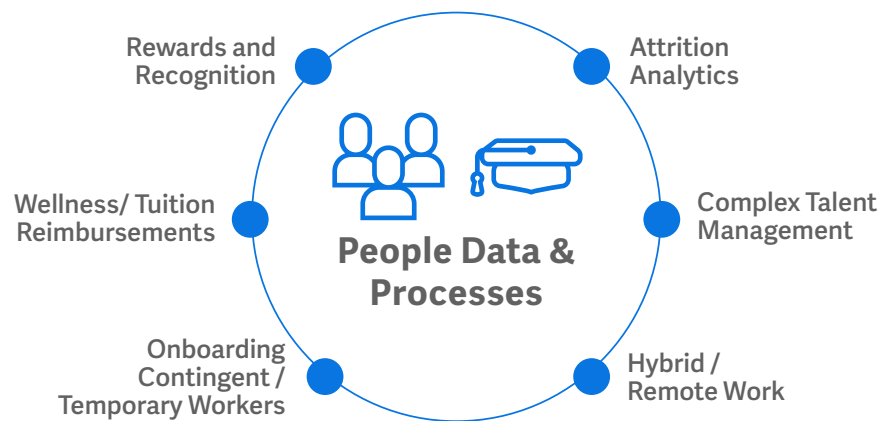 Rewards and
Recognition
Attrition
Analytics
Wellness/ Tuition
Reimbursements
People Data &
Processes
Complex Talent
Management
Onboarding
Contingent /
Temporary Workers
Hybrid /
Remote Work